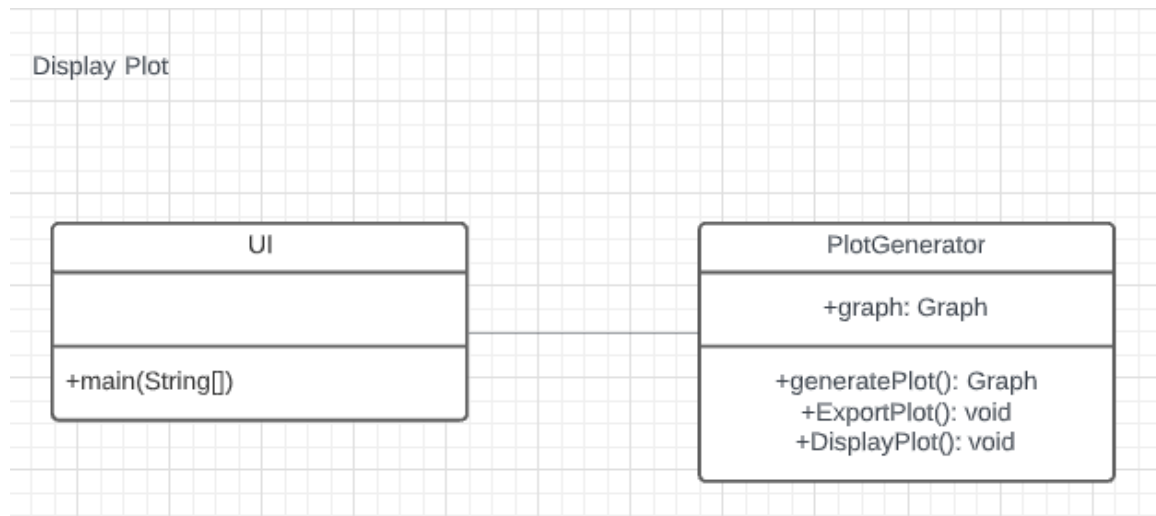 Display Plot
UI
+main(String[])
PlotGenerator
+graph: Graph
+generatePlot(): Graph
+ExportPlot(): void
+DisplayPlot(): void